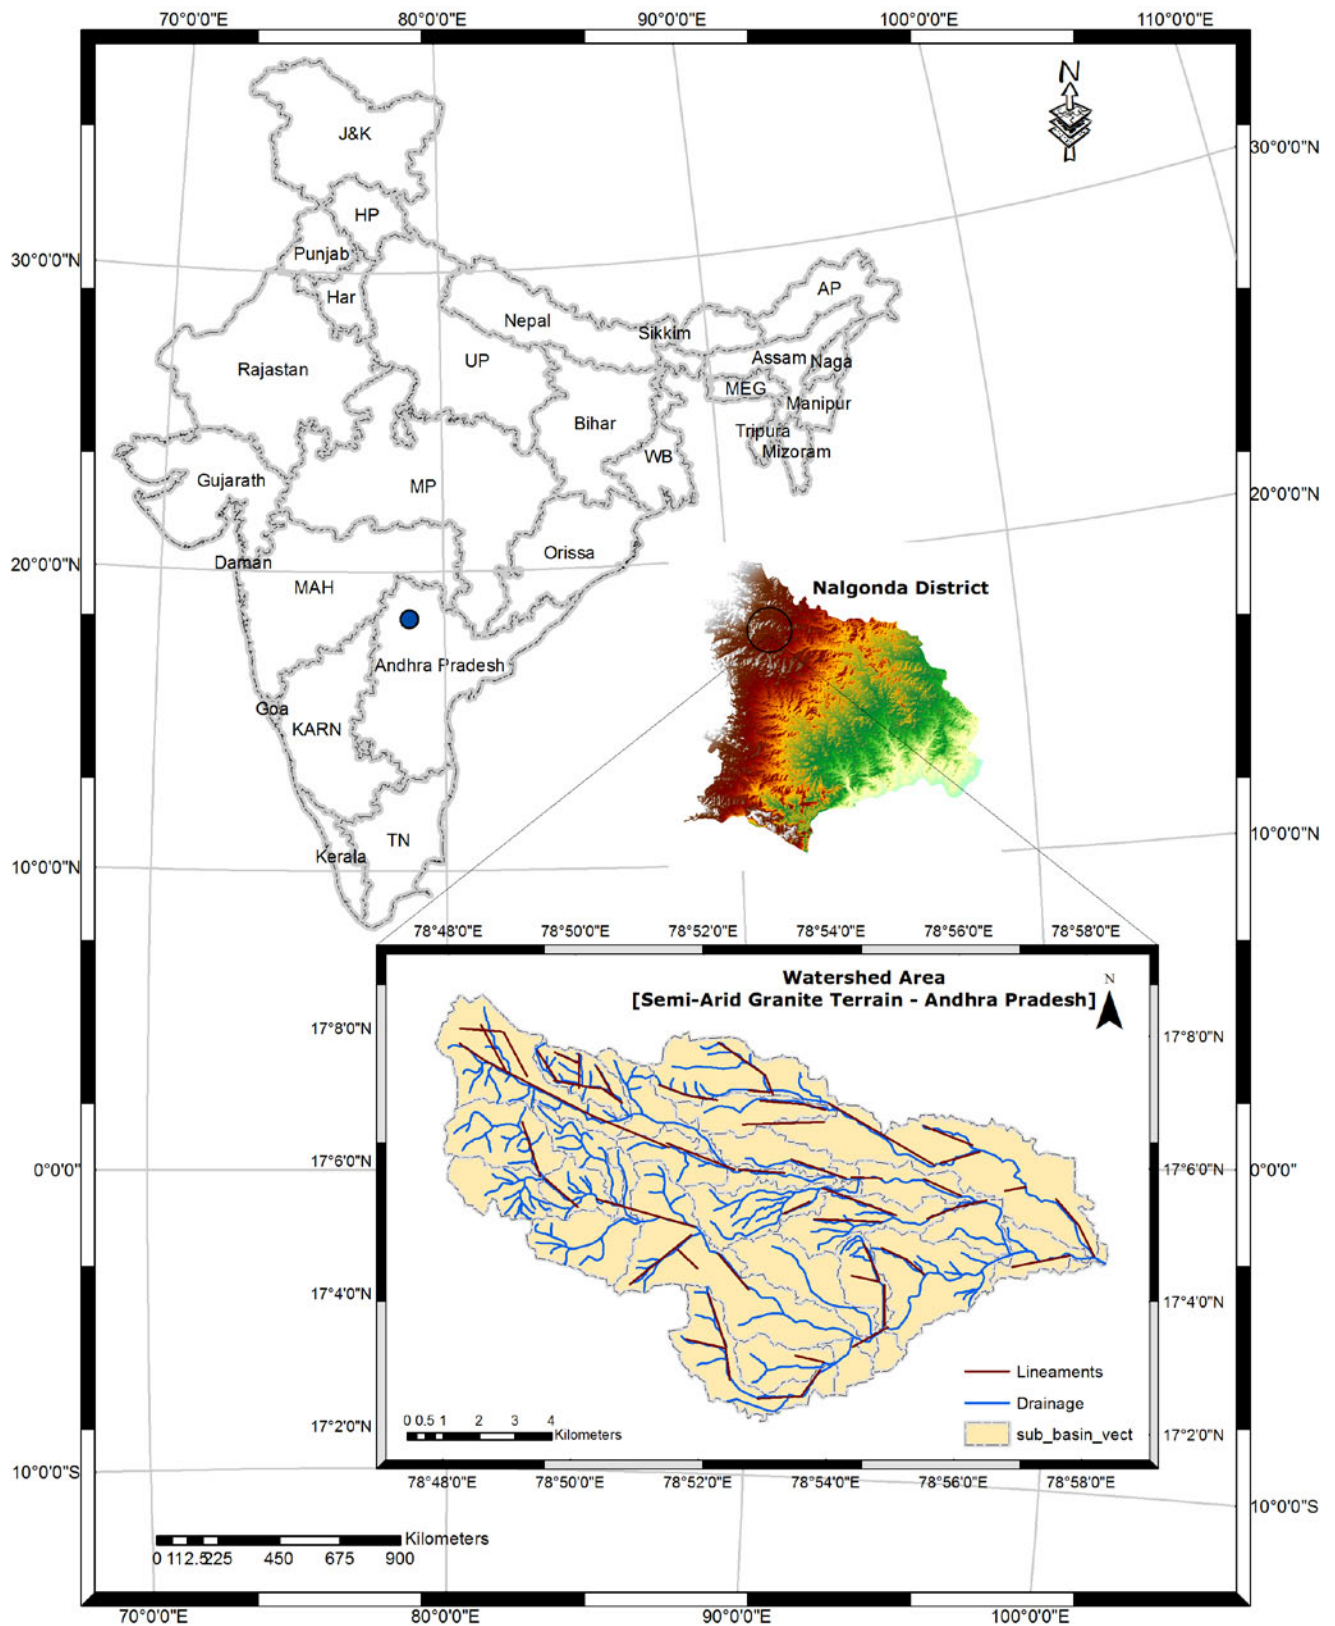 70°0'0"E 80°0'0"E 90°0'0"E 100°0'0"E 110°0'0"E
N
J&K
30°0'0"N
HP
Punjab
30°0'0"N
Har
AP
Nepal
Sikkim
UP
Assam Naga
Rajastan
MEG
Manipur
Bihar
Tripura
Mizoram
WB
Gujarath
MP
20°0'0"N
Orissa
Daman
20°0'0"N
MAH
Nalgonda District
Andhra Pradesh
Goa
KARN
10°0'0"N
TN
Kerala
10°0'0"N
78°48'0"E 78°50'0"E 78°52'0"E 78°54'0"E 78°56'0"E 78°58'0"E
Watershed Area
[Semi-Arid Granite Terrain - Andhra Pradesh]
N
17°8'0"N 17°8'0"N
17°6'0"N 17°6'0"N
0°0'0" 0°0'0"
17°4'0"N 17°4'0"N
Lineaments
Drainage
sub_basin_vect
0 0.5 1 2 3 4
Kilometers
17°2'0"N 17°2'0"N
10°0'0"S
78°48'0"E 78°50'0"E 78°52'0"E 78°54'0"E 78°56'0"E 78°58'0"E
10°0'0"S
Kilometers
0 112.5 225 450 675 900
70°0'0"E 80°0'0"E 90°0'0"E 100°0'0"E